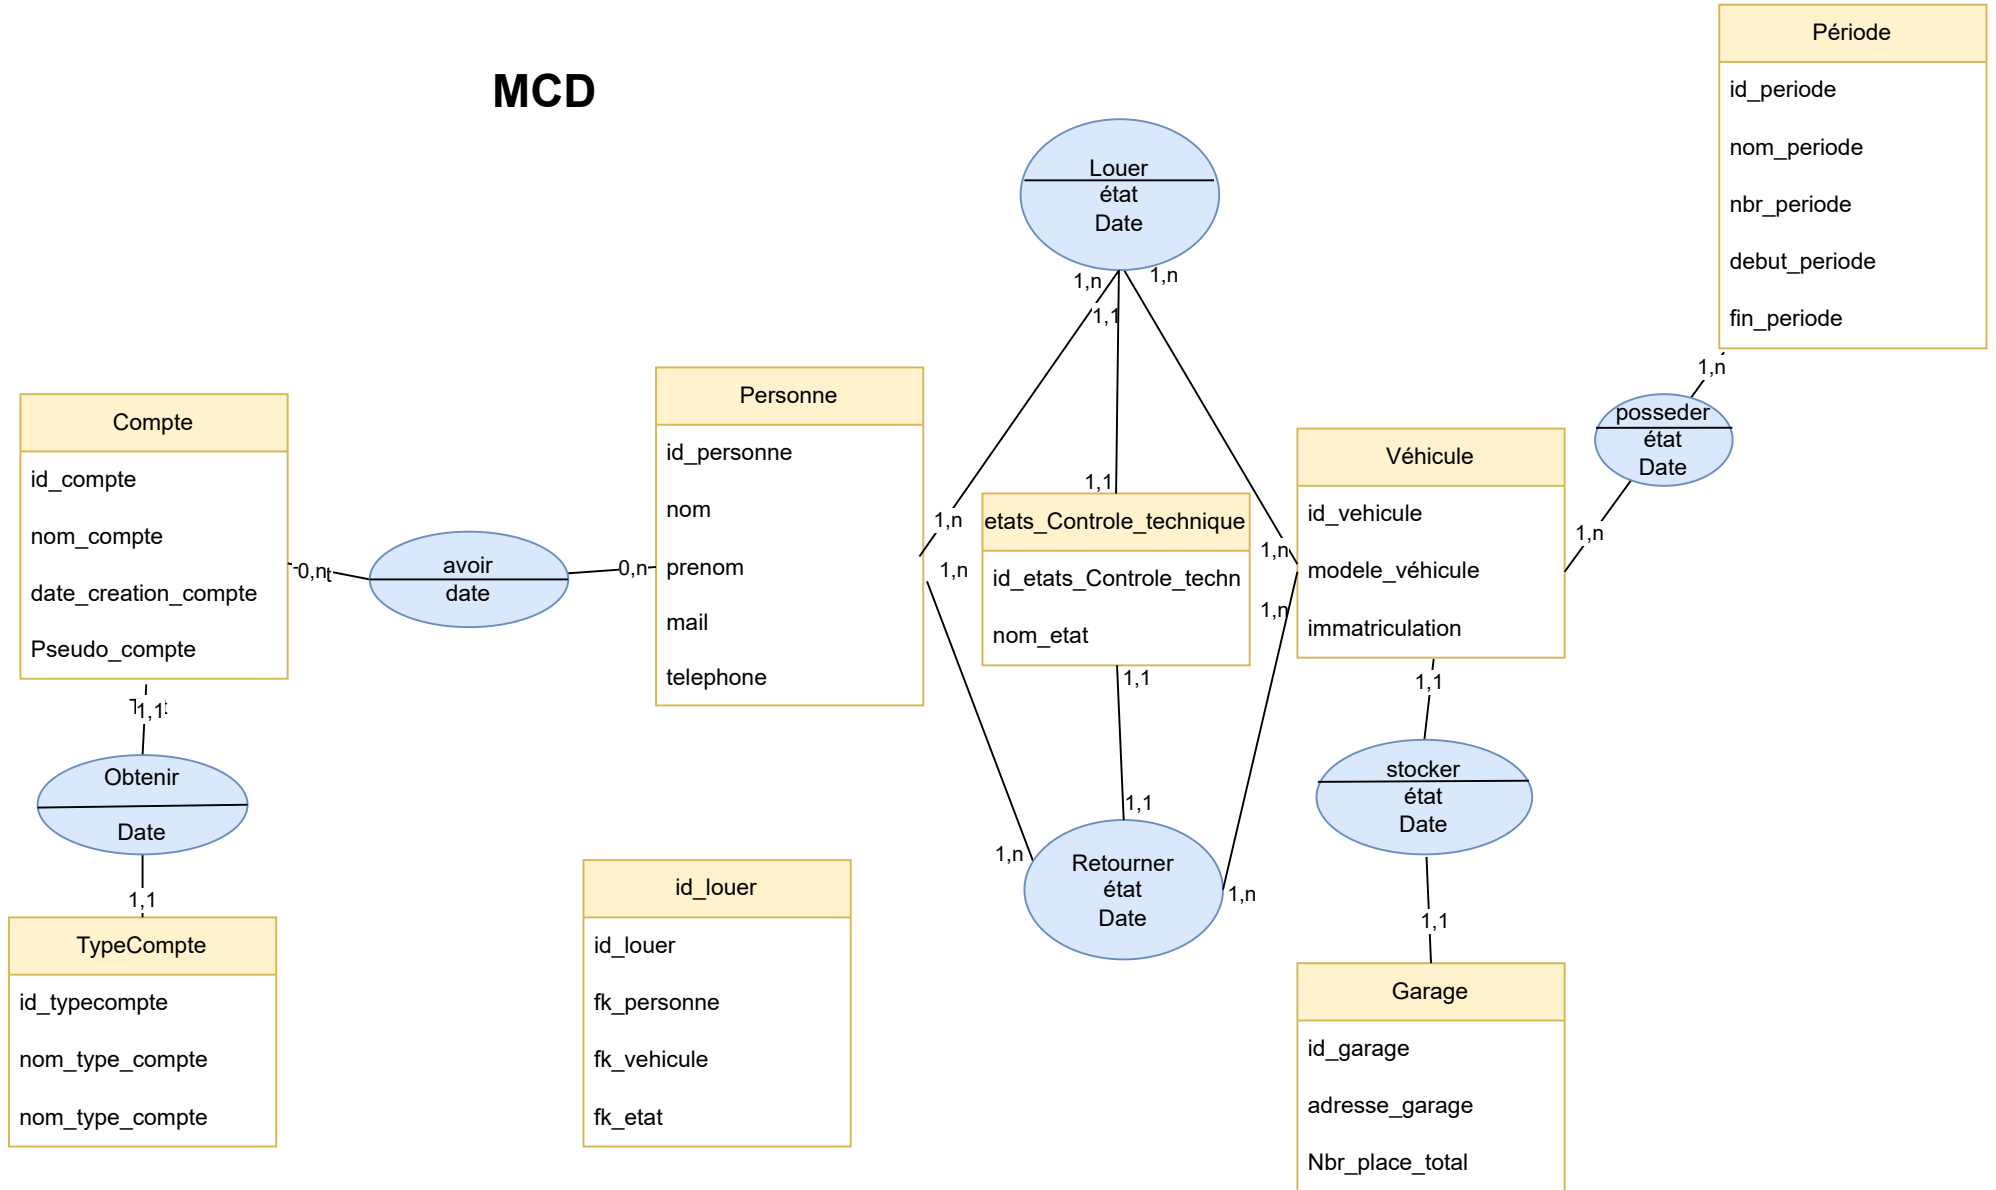 MCD
Période
id_periode
nom_periode
nbr_periode
debut_periode
fin_periode
1,n
posseder
état
Date
1,n
Louer
état
Date
1,n
1,n
1,1
1,1
1,n
1,n
1,n
1,n
Compte
id_compte
nom_compte
date_creation_compte
Pseudo_compte
0,n
avoir
date
0,n
Personne
id_personne
nom
prenom
mail
telephone
etats_Controle_technique
id_etats_Controle_techn
nom_etat
1,1
1,1
Véhicule
id_vehicule
modele_véhicule
immatriculation
1,1
stocker
état
Date
1,1
1,1
Obtenir
Date
1,1
TypeCompte
id_typecompte
nom_type_compte
nom_type_compte
id_louer
id_louer
fk_personne
fk_vehicule
fk_etat
1,n
Retourner
état
Date
1,n
Garage
id_garage
adresse_garage
Nbr_place_total